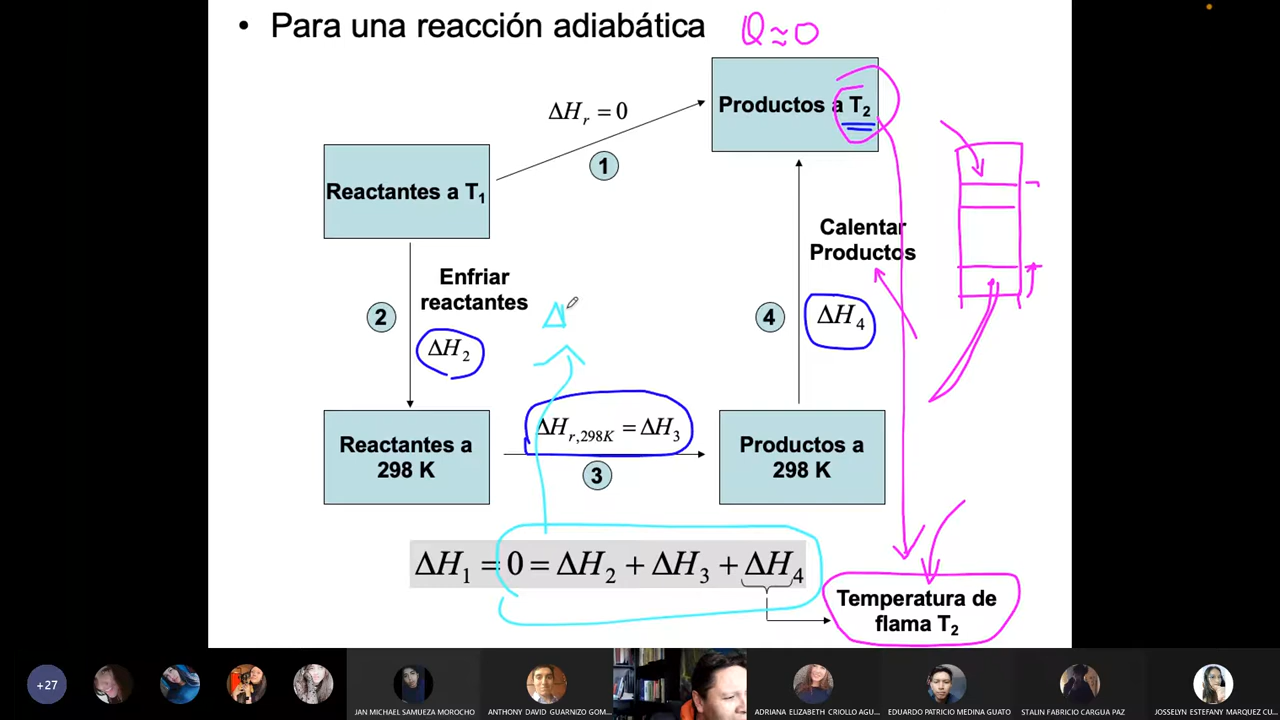 • Para una reacción adiabática Q≈0
Productos a T₂
ΔHᵣ = 0
1
Reactantes a T₁
Calentar
Productos
Enfriar
reactantes
2
Δ
4
ΔH₄
ΔH₂
ΔHᵣ,₂₉₈K = ΔH₃
Reactantes a
298 K
3
Productos a
298 K
ΔH₁ = 0 = ΔH₂ + ΔH₃ + ΔH₄
Temperatura de
flama T₂
+27
JAN MICHAEL SAMUEZA MOROCHO
ANTHONY DAVID GUARNIZO GOM...
ADRIANA ELIZABETH CRIOLLO AGU...
EDUARDO PATRICIO MEDINA GUATO
STALIN FABRICIO CARGUA PAZ
JOSSELYN ESTEFANY MARQUEZ CU...